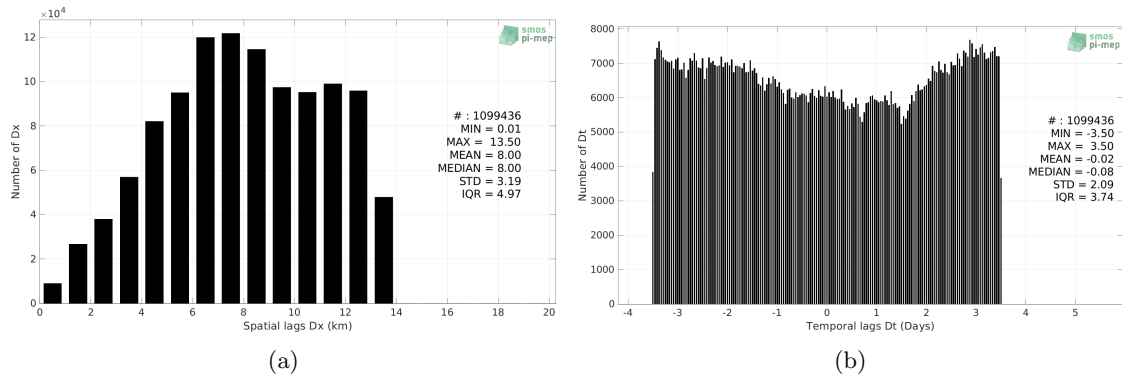 ×10⁴
12
10
8
6
4
2
0
0 2 4 6 8 10 12 14 16 18 20
Number of Dx
Spatial lags Dx (km)
smos
pi-mep
# : 1099436
MIN = 0.01
MAX = 13.50
MEAN = 8.00
MEDIAN = 8.00
STD = 3.19
IQR = 4.97
(a)
8000
7000
6000
5000
4000
3000
2000
1000
0
-4 -3 -2 -1 0 1 2 3 4 5
Number of Dt
Temporal lags Dt (Days)
smos
pi-mep
# : 1099436
MIN = -3.50
MAX = 3.50
MEAN = -0.02
MEDIAN = -0.08
STD = 2.09
IQR = 3.74
(b)